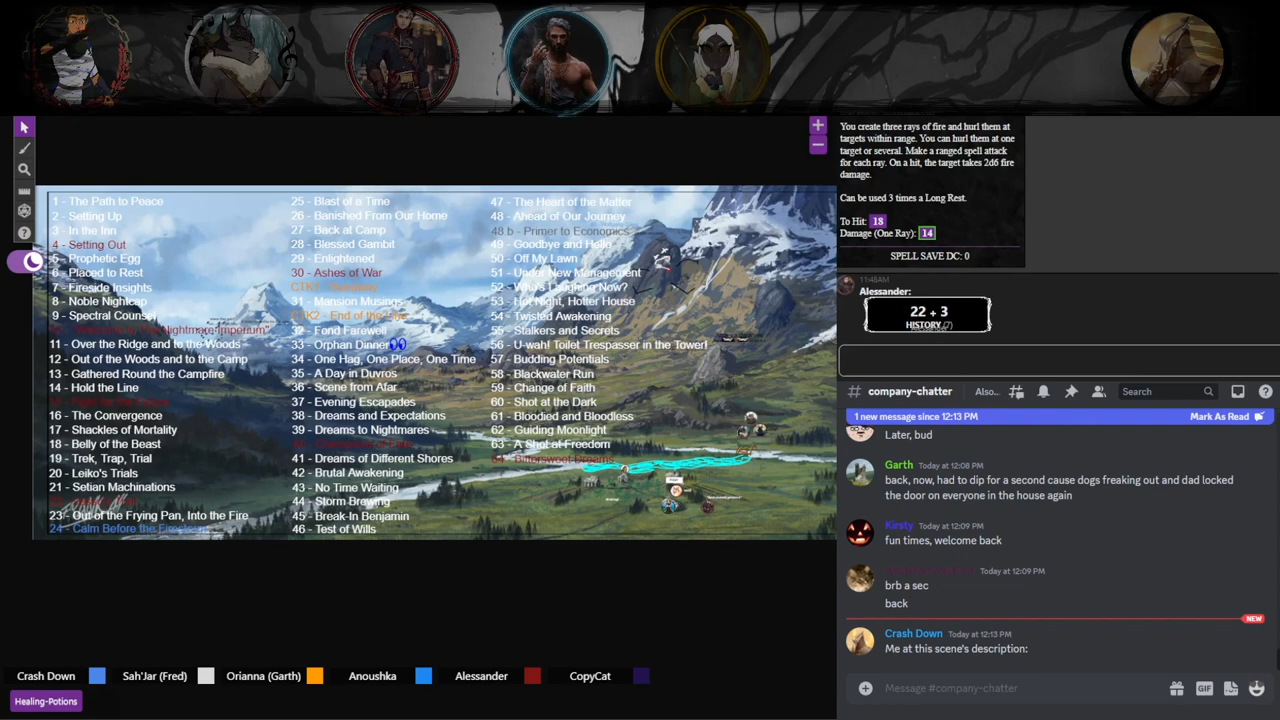 1 - The Path to Peace
2 - Setting Up
3 - In the Inn
4 - Setting Out
5 - Prophetic Egg
6 - Placed to Rest
7 - Fireside Insights
8 - Noble Nightcap
9 - Spectral Counsel
Nightmare Imperium"
11 - Over the Ridge and to the Woods
12 - Out of the Woods and to the Camp
13 - Gathered Round the Campfire
14 - Hold the Line
16 - The Convergence
17 - Shackles of Mortality
18 - Belly of the Beast
19 - Trek, Trap, Trial
20 - Leiko's Trials
21 - Setian Machinations
23 - Out of the Frying Pan, Into the Fire
24 - Calm Before the Firestorm
25 - Blast of a Time
26 - Banished From Our Home
27 - Back at Camp
28 - Blessed Gambit
29 - Enlightened
30 - Ashes of War
31 - Mansion Musings
CTK2 - End of the Line
32 - Fond Farewell
33 - Orphan Dinner
34 - One Hag, One Place, One Time
35 - A Day in Duvros
36 - Scene from Afar
37 - Evening Escapades
38 - Dreams and Expectations
39 - Dreams to Nightmares
41 - Dreams of Different Shores
42 - Brutal Awakening
43 - No Time Waiting
44 - Storm Brewing
45 - Break-In Benjamin
46 - Test of Wills
47 - The Heart of the Matter
48 - Ahead of Our Journey
48 b - Primer to Economics
49 - Goodbye and Hello
50 - Off My Lawn
51 - Under New Management
52 - Who's Laughing Now?
53 - Hot Night, Hotter House
54 - Twisted Awakening
55 - Stalkers and Secrets
56 - U-wah! Toilet Trespasser in the Tower!
57 - Budding Potentials
58 - Blackwater Run
59 - Change of Faith
60 - Shot at the Dark
61 - Bloodied and Bloodless
62 - Guiding Moonlight
63 - A Shot at Freedom
64 - Bittersweet Dreams
Crash Down
Sah'Jar (Fred)
Orianna (Garth)
Anoushka
Alessander
CopyCat
Healing-Potions
You create three rays of fire and hurl them at
targets within range. You can hurl them at one
target or several. Make a ranged spell attack
for each ray. On a hit, the target takes 2d6 fire
damage.
Can be used 3 times a Long Rest.
To Hit: 18
Damage (One Ray): 14
SPELL SAVE DC: 0
11:48AM
Alessander:
22 + 3
HISTORY (7)
# company-chatter
Also...
Search
1 new message since 12:13 PM
Mark As Read
Later, bud
Garth Today at 12:08 PM
back, now, had to dip for a second cause dogs freaking out and dad locked
the door on everyone in the house again
Kirsty Today at 12:09 PM
fun times, welcome back
Today at 12:09 PM
brb a sec
back
NEW
Crash Down Today at 12:13 PM
Me at this scene's description:
Message #company-chatter
GIF